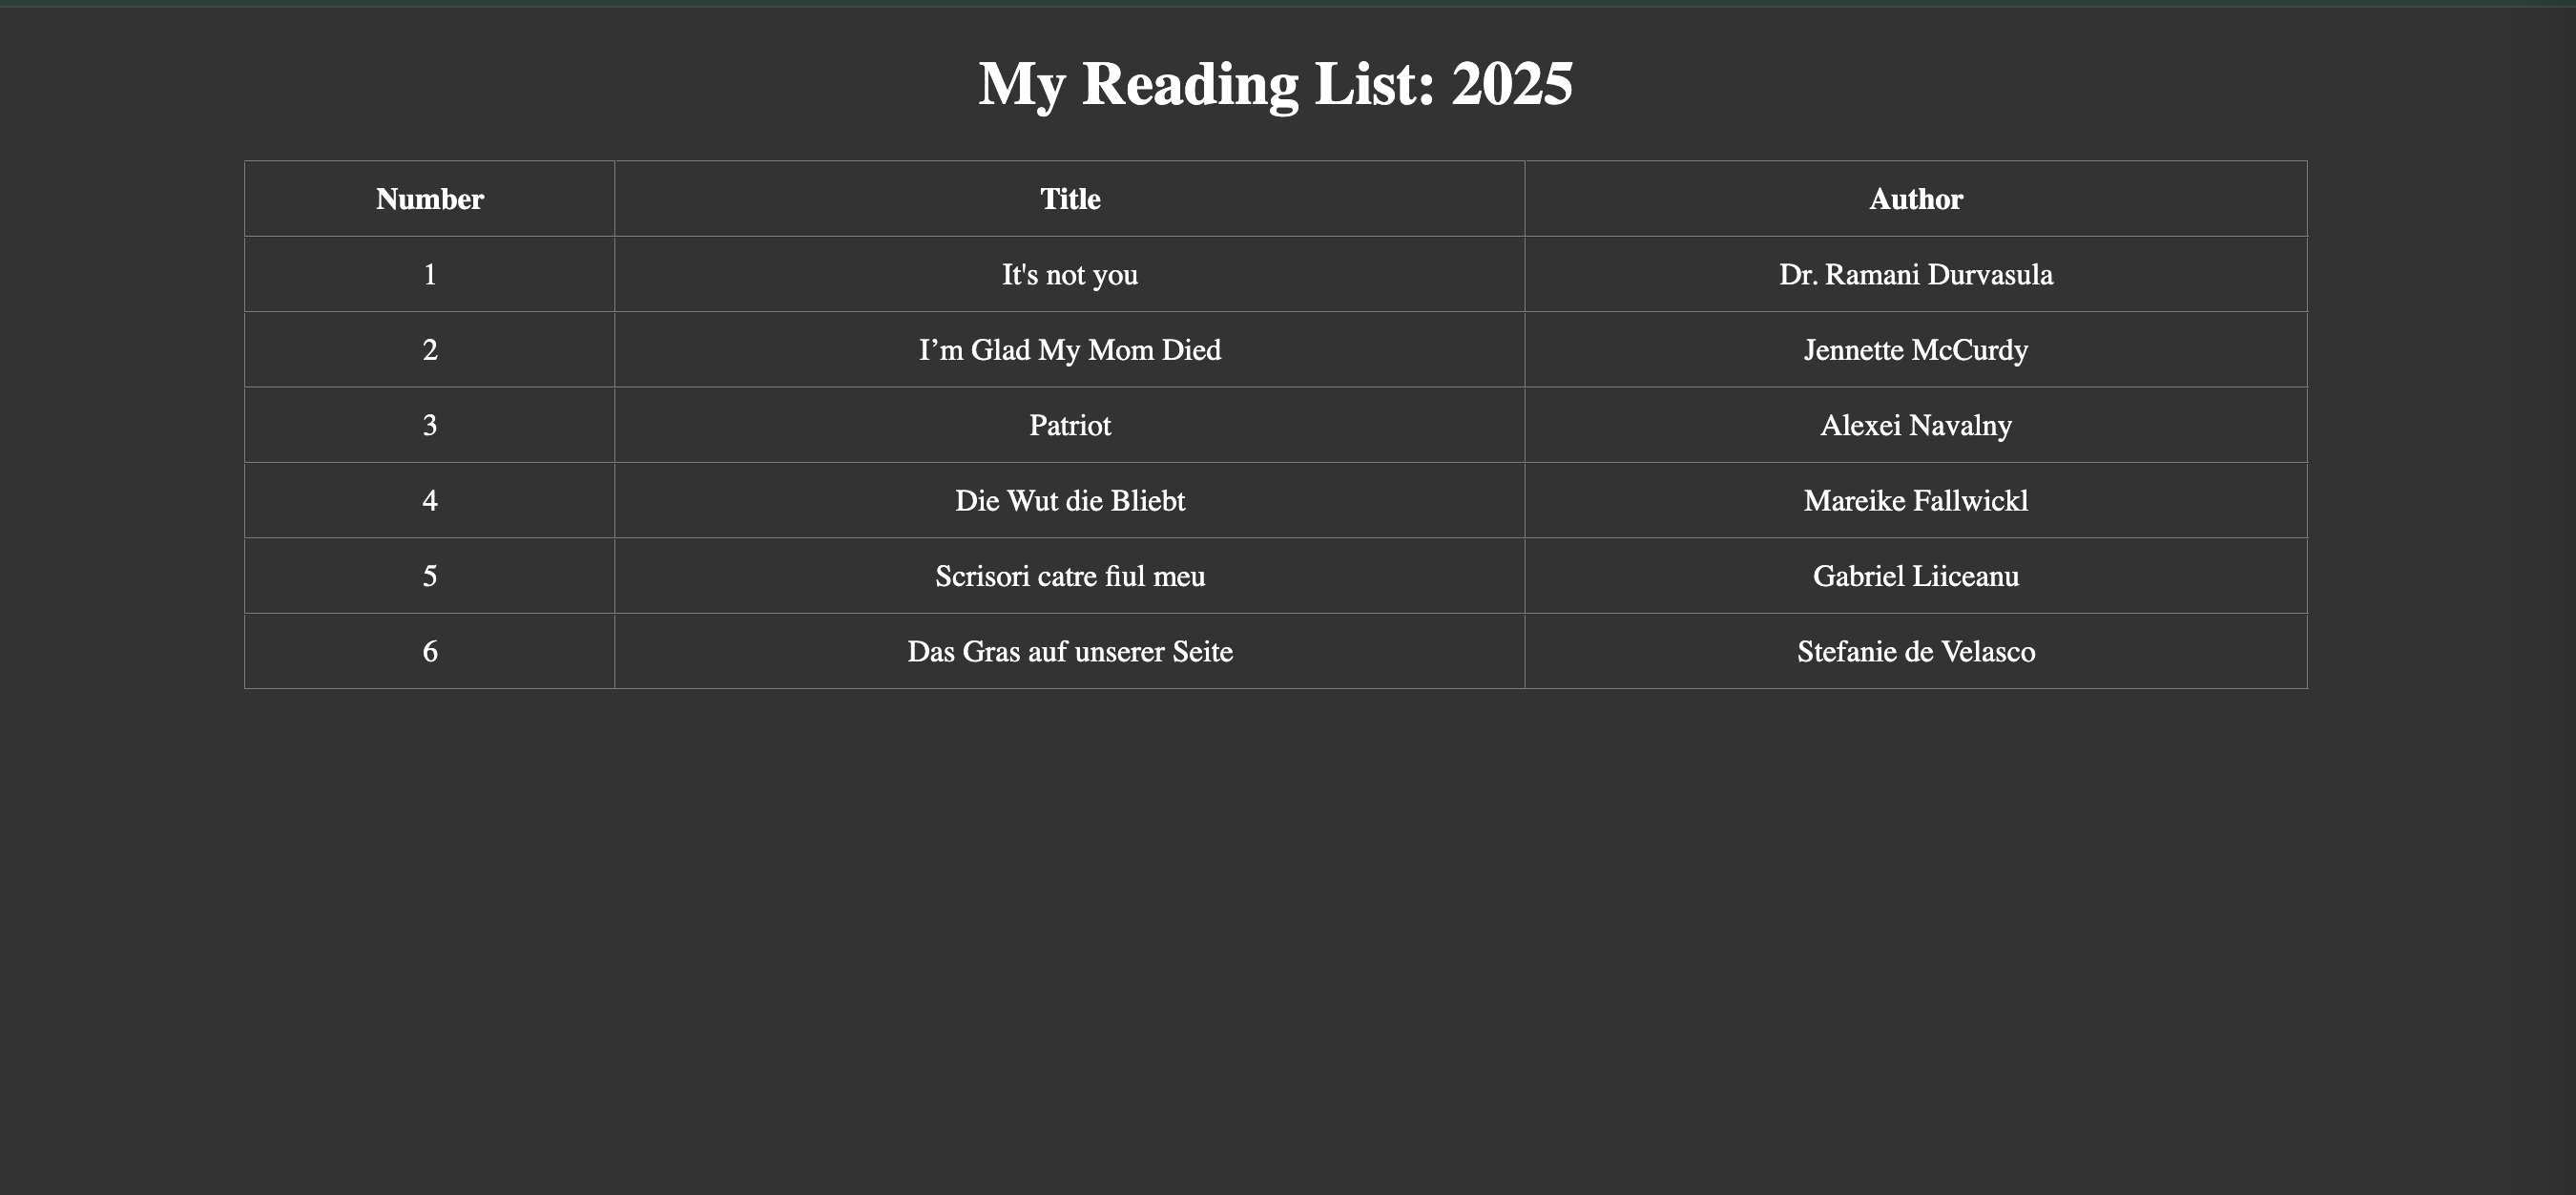 My Reading List: 2025
Number Title Author
1 It's not you Dr. Ramani Durvasula
2 I’m Glad My Mom Died Jennette McCurdy
3 Patriot Alexei Navalny
4 Die Wut die Bliebt Mareike Fallwickl
5 Scrisori catre fiul meu Gabriel Liiceanu
6 Das Gras auf unserer Seite Stefanie de Velasco